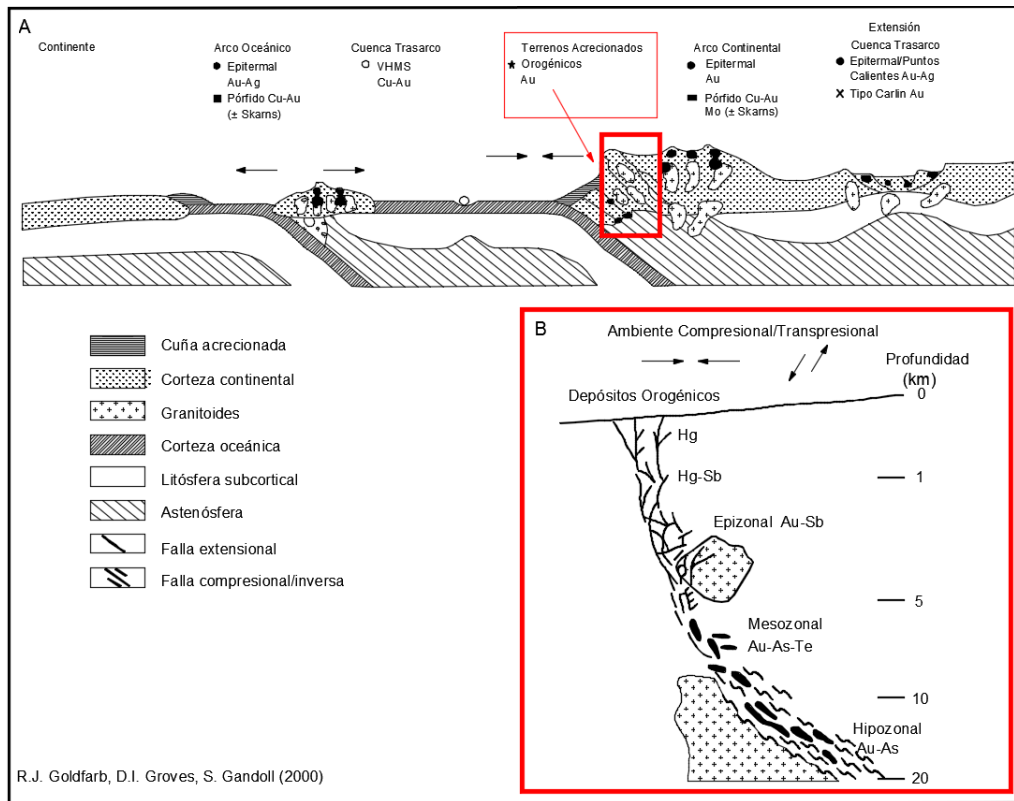 A
Continente
Arco Oceánico
Epitermal
Au-Ag
Pórfido Cu-Au
(± Skarns)
Cuenca Trasarco
VHMS
Cu-Au
Terrenos Acrecionados
Orogénicos
Au
Arco Continental
Epitermal
Au
Pórfido Cu-Au
Mo (± Skarns)
Extensión
Cuenca Trasarco
Epitermal/Puntos
Calientes Au-Ag
Tipo Carlin Au
Cuña acrecionada
Corteza continental
Granitoides
Corteza oceánica
Litósfera subcortical
Astenósfera
Falla extensional
Falla compresional/inversa
R.J. Goldfarb, D.I. Groves, S. Gandoll (2000)
B
Ambiente Compresional/Transpresional
Profundidad
(km)
Depósitos Orogénicos
0
Hg
Hg-Sb
1
Epizonal Au-Sb
5
Mesozonal
Au-As-Te
10
Hipozonal
Au-As
20